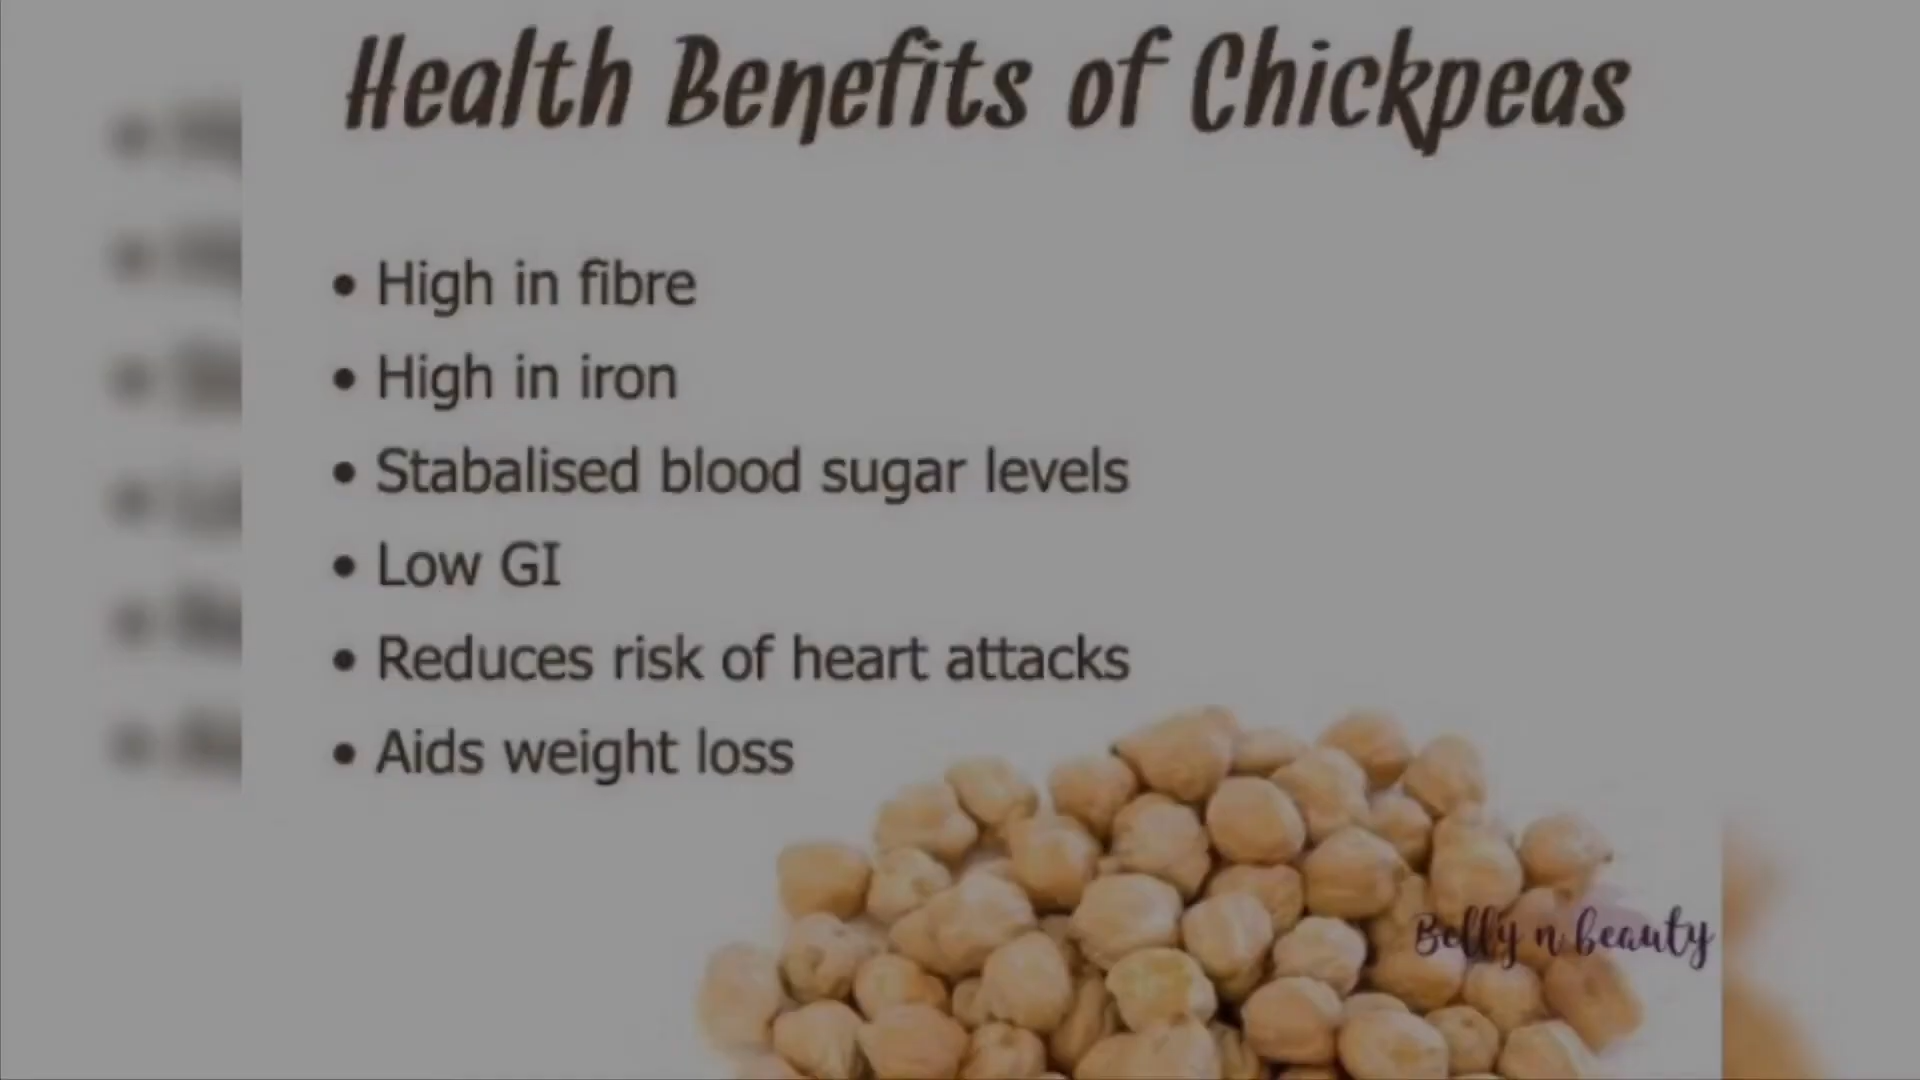 Health Benefits of Chickpeas
• High in fibre
• High in iron
• Stabalised blood sugar levels
• Low GI
• Reduces risk of heart attacks
• Aids weight loss
Belly n beauty